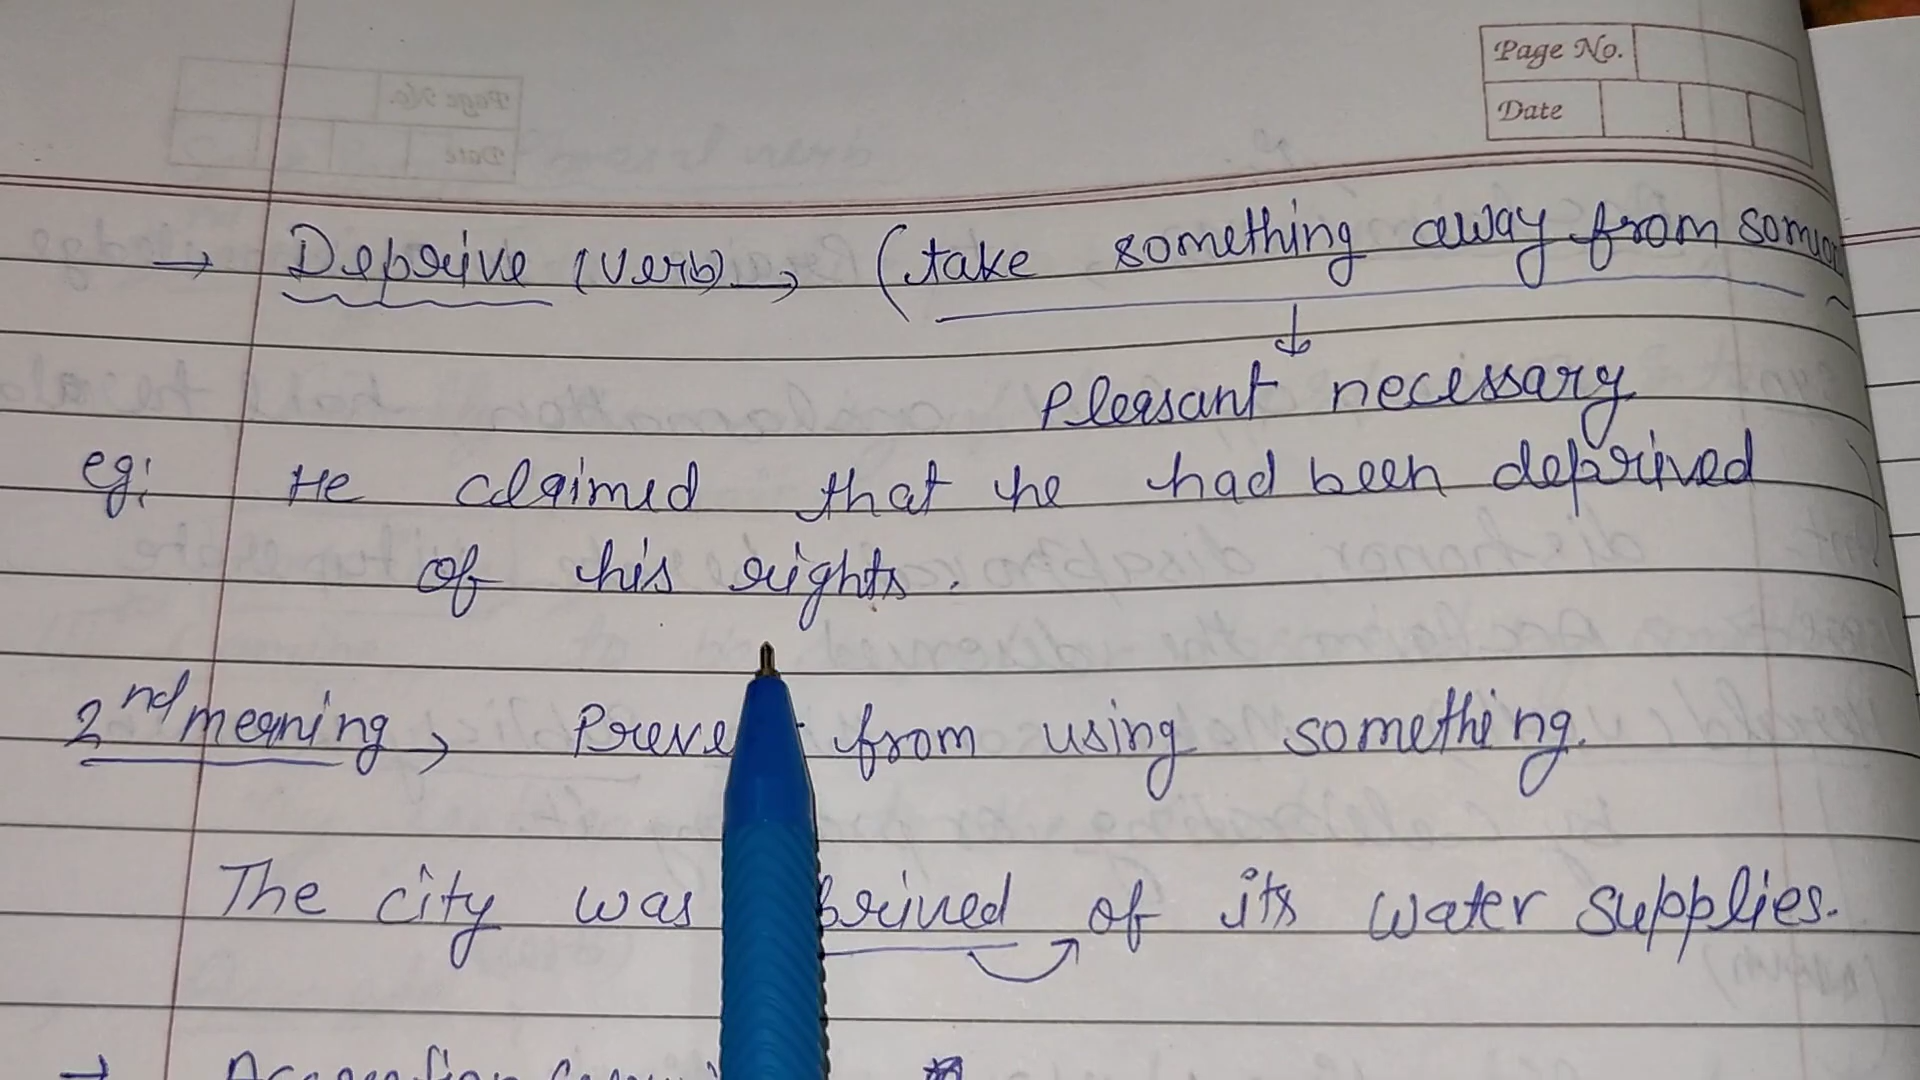 Page No.
Date
→ Deprive (verb) → (take something away from
Pleasant necessary
eg: He claimed that he had been deprived
of his rights.
2nd meaning → from using something.
The city was of its water supplies.